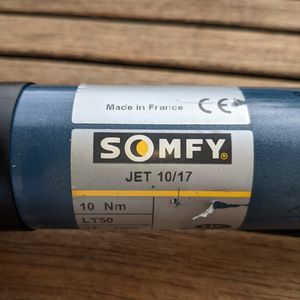 Made in France CE
SOMFY
JET 10/17
10 Nm
LT50